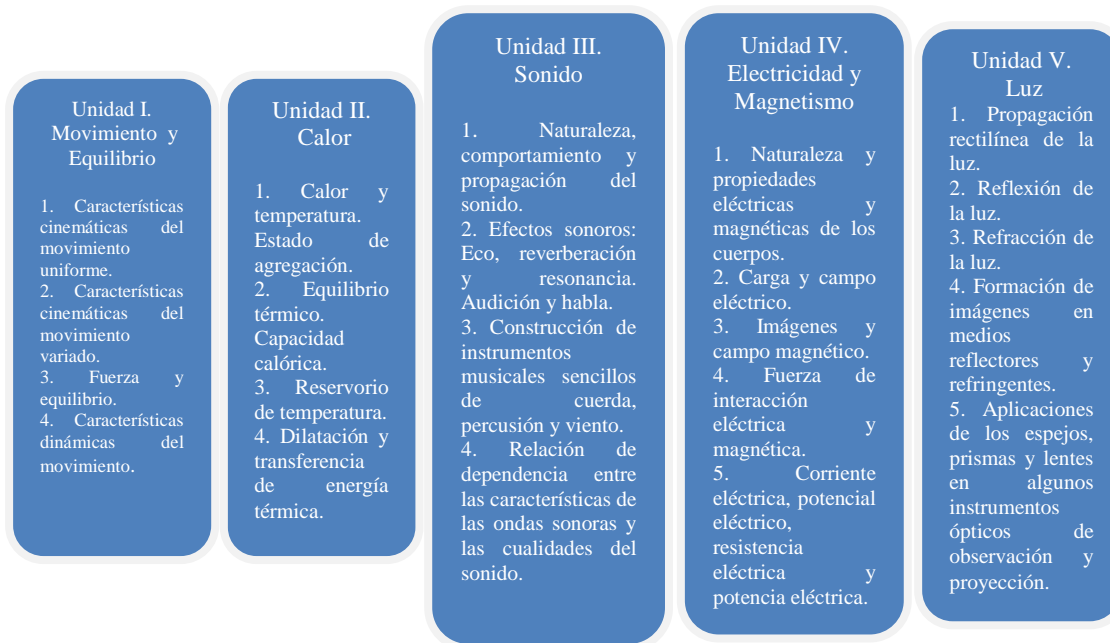 Unidad I.
Movimiento y
Equilibrio
1. Características
cinemáticas del
movimiento
uniforme.
2. Características
cinemáticas del
movimiento
variado.
3. Fuerza y
equilibrio.
4. Características
dinámicas del
movimiento.
Unidad II.
Calor
1. Calor y
temperatura.
Estado de
agregación.
2. Equilibrio
térmico.
Capacidad
calórica.
3. Reservorio
de temperatura.
4. Dilatación y
transferencia
de energía
térmica.
Unidad III.
Sonido
1. Naturaleza,
comportamiento y
propagación del
sonido.
2. Efectos sonoros:
Eco, reverberación
y resonancia.
Audición y habla.
3. Construcción de
instrumentos
musicales sencillos
de cuerda,
percusión y viento.
4. Relación de
dependencia entre
las características de
las ondas sonoras y
las cualidades del
sonido.
Unidad IV.
Electricidad y
Magnetismo
1. Naturaleza y
propiedades
eléctricas y
magnéticas de los
cuerpos.
2. Carga y campo
eléctrico.
3. Imágenes y
campo magnético.
4. Fuerza de
interacción
eléctrica y
magnética.
5. Corriente
eléctrica, potencial
eléctrico,
resistencia
eléctrica y
potencia eléctrica.
Unidad V.
Luz
1. Propagación
rectilínea de la
luz.
2. Reflexión de
la luz.
3. Refracción de
la luz.
4. Formación de
imágenes en
medios
reflectores y
refringentes.
5. Aplicaciones
de los espejos,
prismas y lentes
en algunos
instrumentos
ópticos de
observación y
proyección.